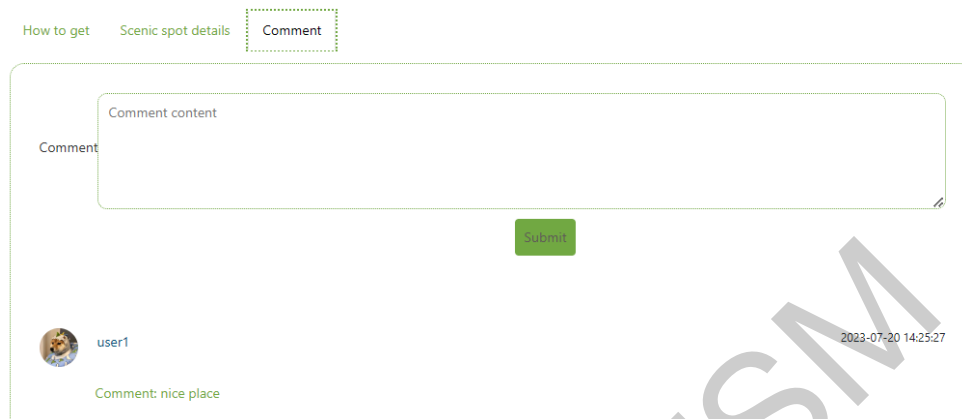 How to get Scenic spot details Comment
Comment content
Comment
Submit
user1 2023-07-20 14:25:27
Comment: nice place
SM